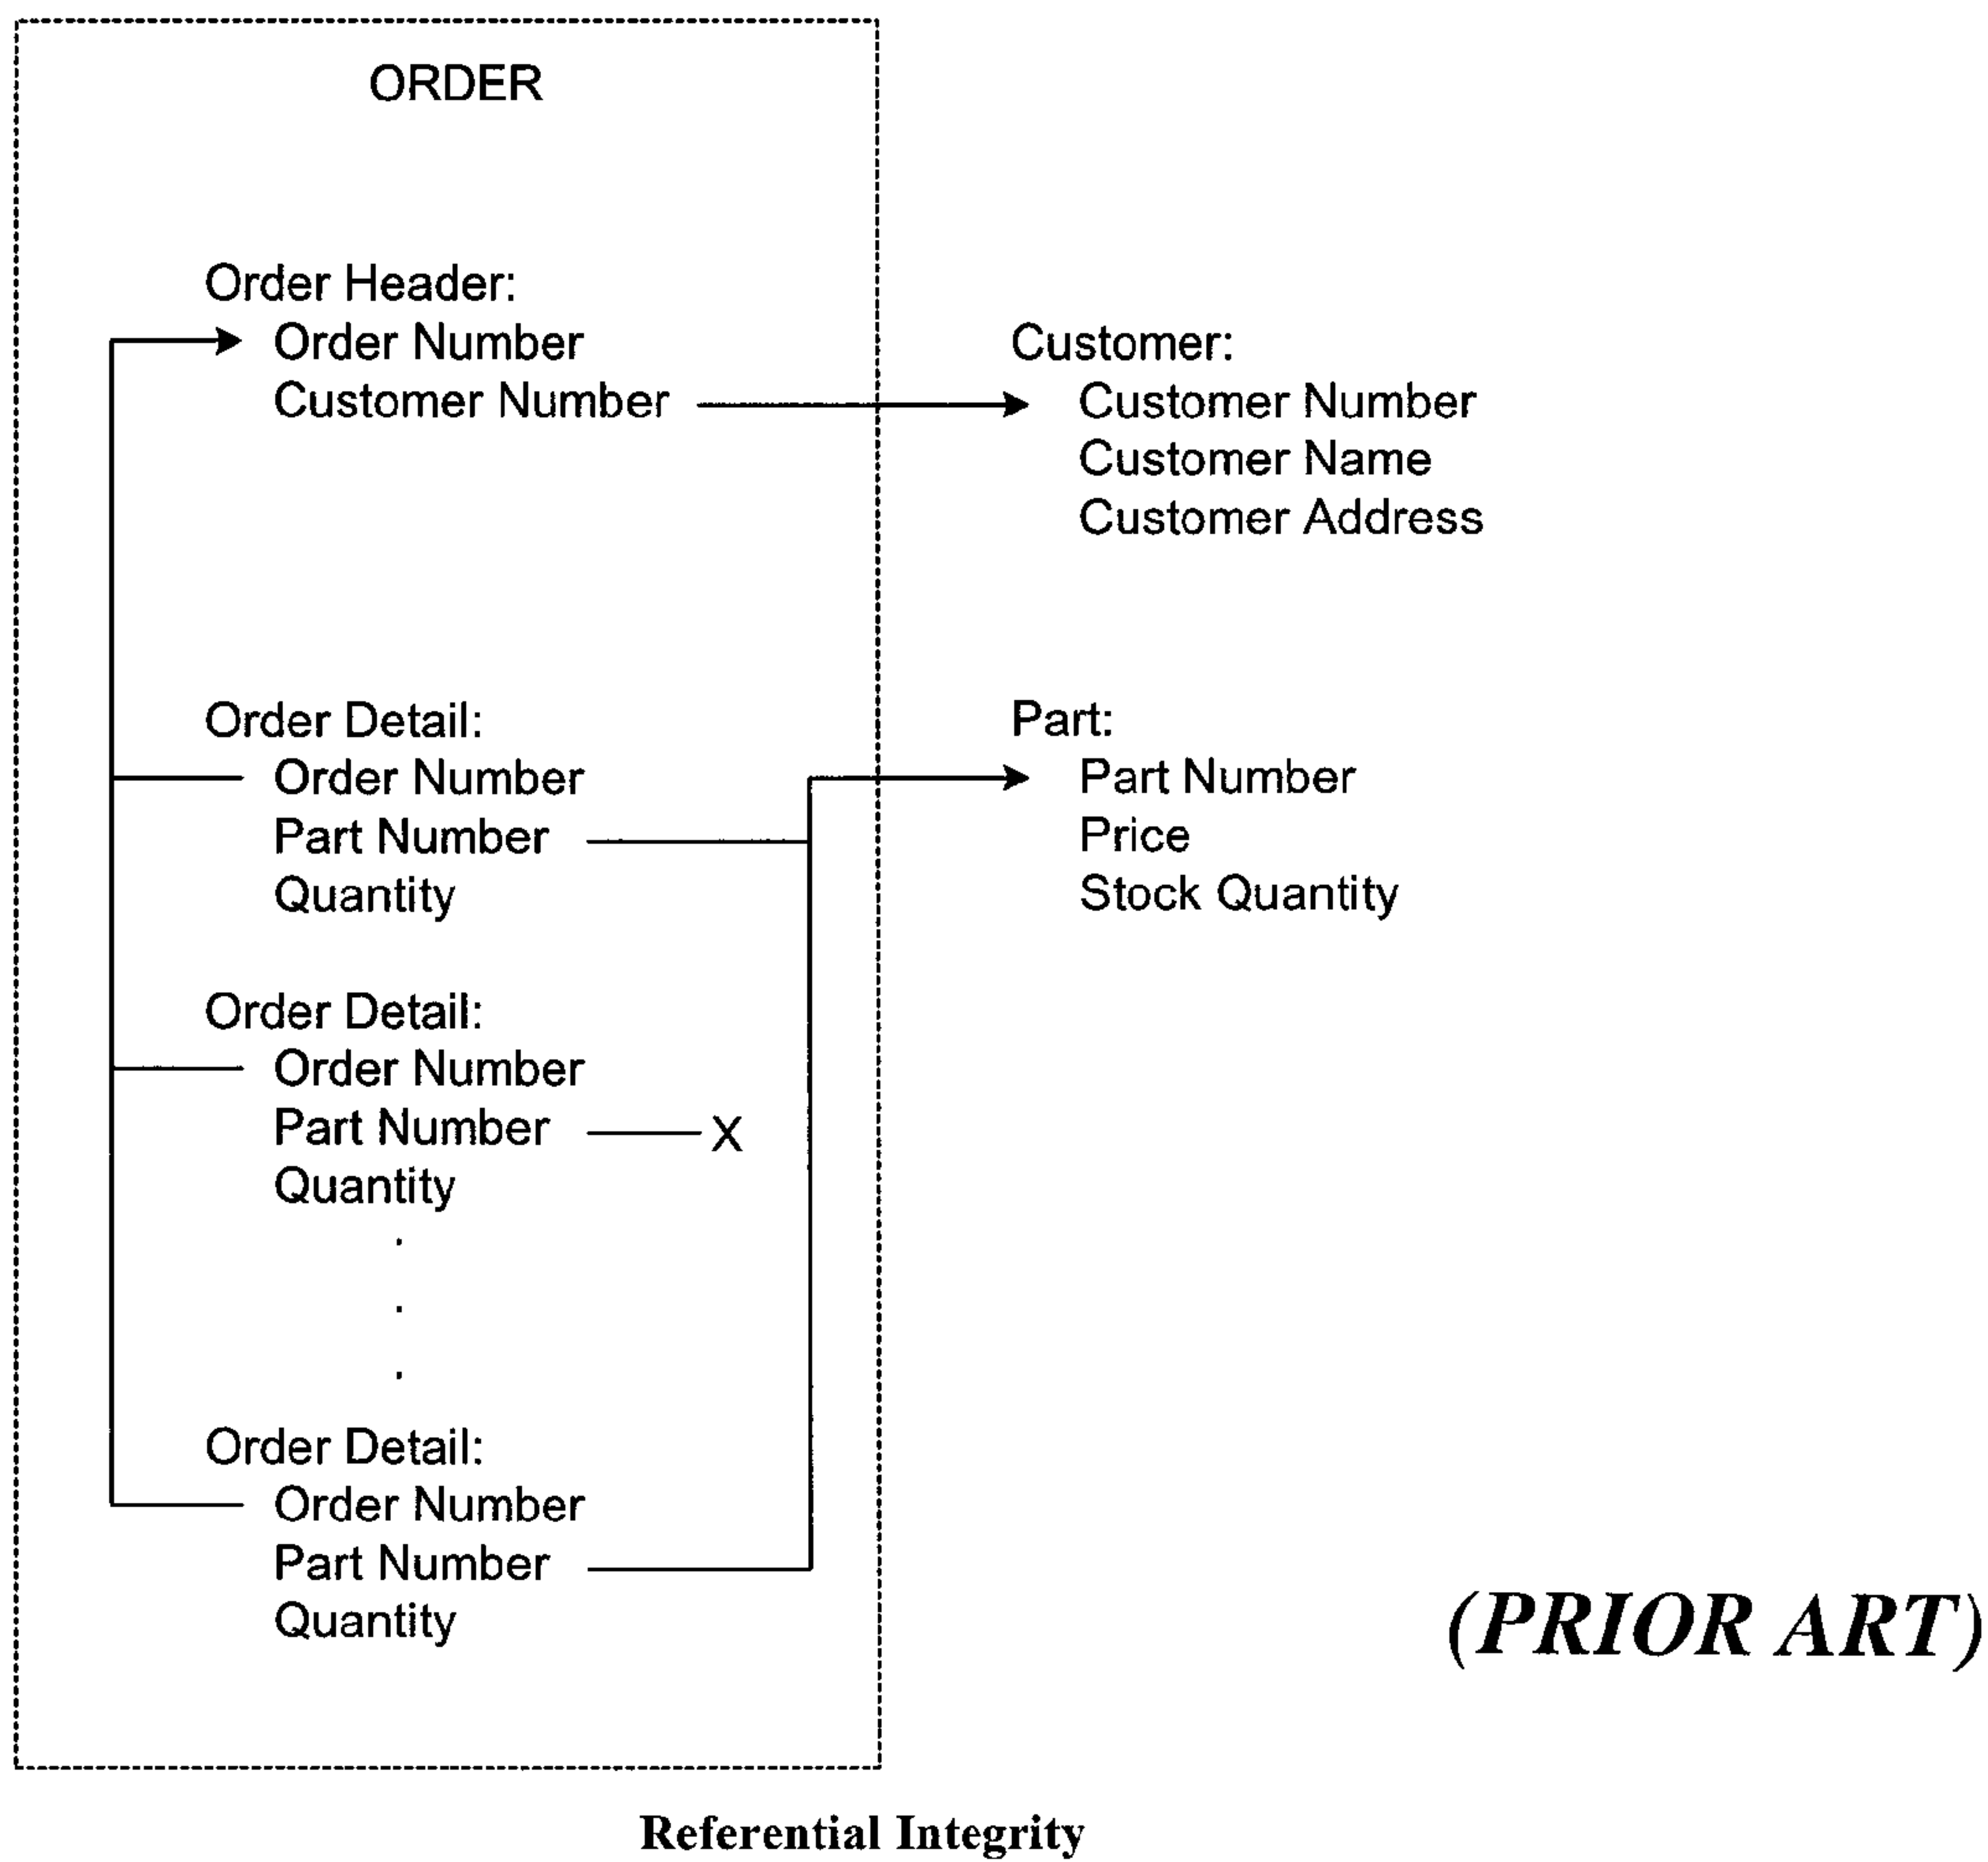 ORDER
Order Header:
Order Number
Customer Number
Customer:
Customer Number
Customer Name
Customer Address
Order Detail:
Order Number
Part Number
Quantity
Part:
Part Number
Price
Stock Quantity
Order Detail:
Order Number
Part Number
X
Quantity
.
.
.
Order Detail:
Order Number
Part Number
Quantity
(PRIOR ART)
Referential Integrity